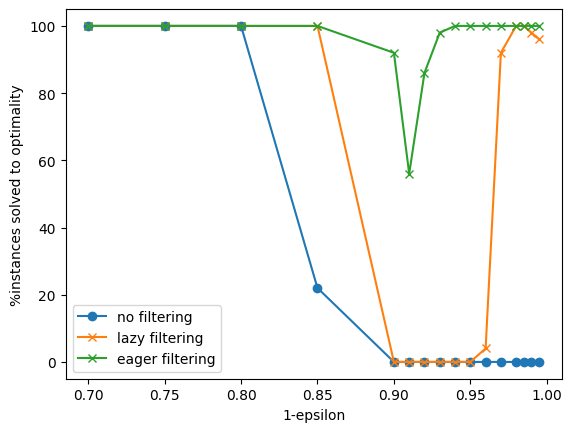 %instances solved to optimality
100
80
60
40
20
0
no filtering
lazy filtering
eager filtering
0.70 0.75 0.80 0.85 0.90 0.95 1.00
1-epsilon